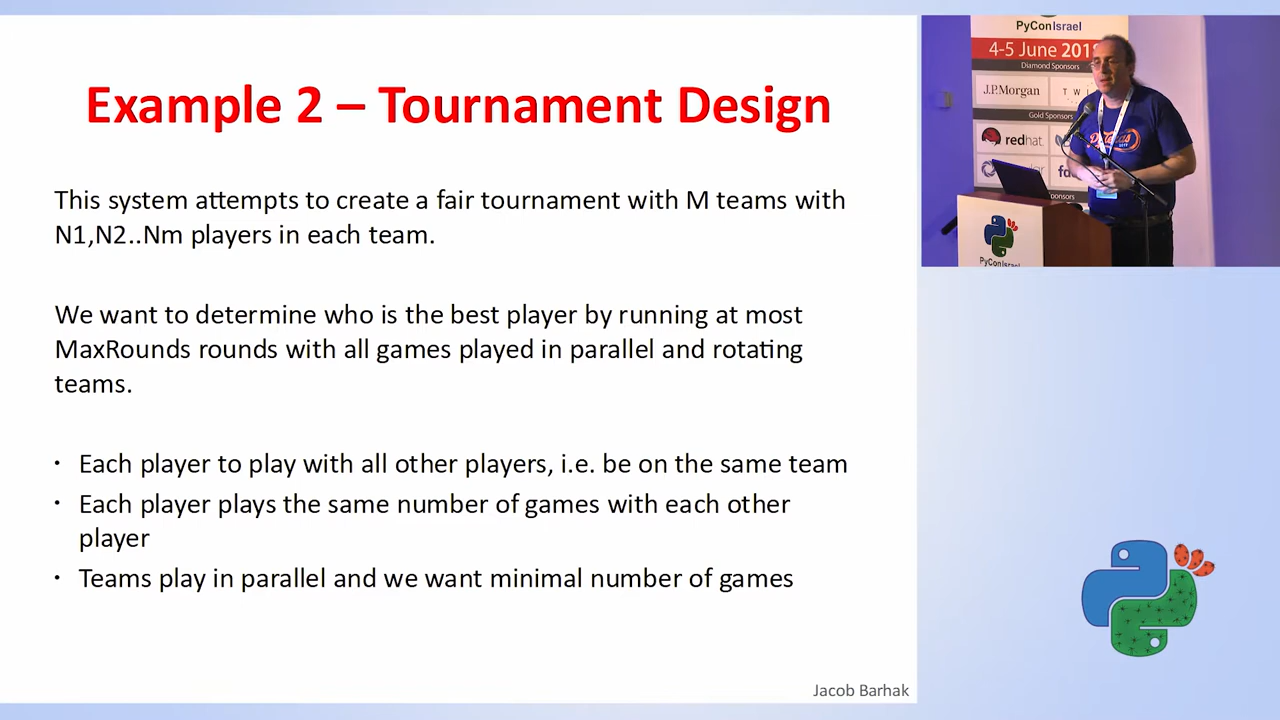 Example 2 – Tournament Design
This system attempts to create a fair tournament with M teams with
N1,N2..Nm players in each team.
We want to determine who is the best player by running at most
MaxRounds rounds with all games played in parallel and rotating
teams.
• Each player to play with all other players, i.e. be on the same team
• Each player plays the same number of games with each other
player
• Teams play in parallel and we want minimal number of games
Jacob Barhak
PyConIsrael
4-5 June 2018
Diamond Sponsors
J.P.Morgan
Gold Sponsors
redhat.
PyConIsrael